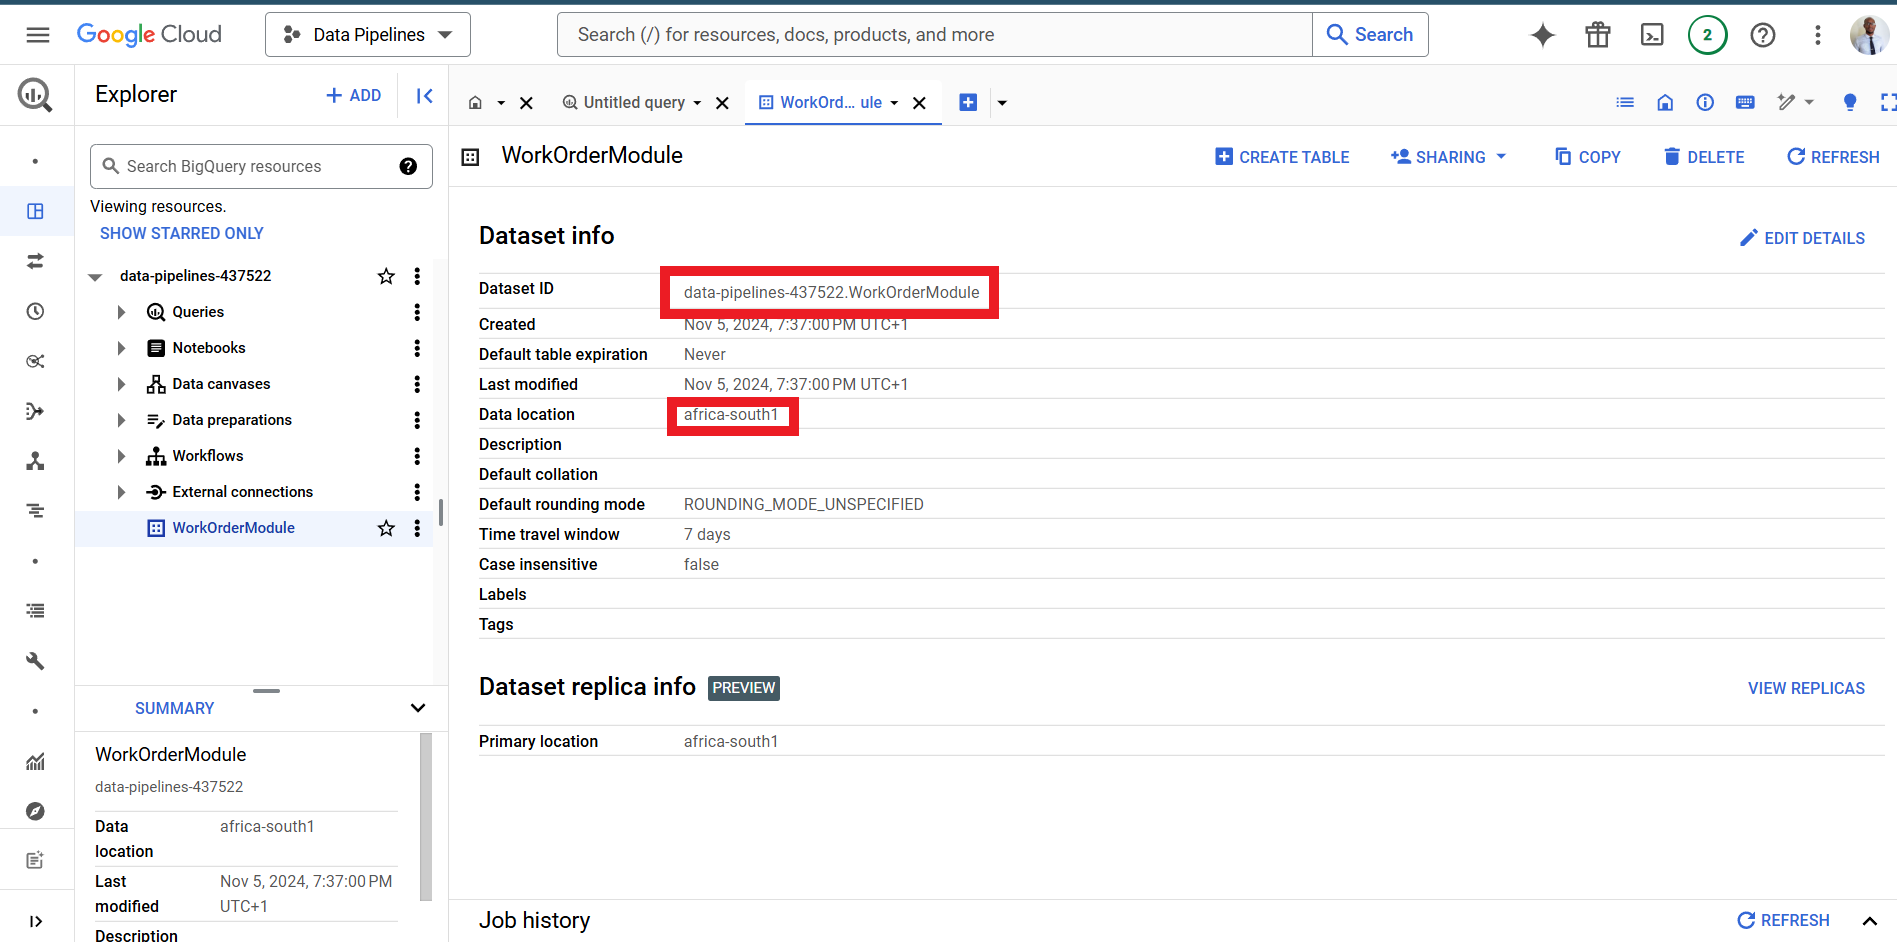 Google Cloud
Data Pipelines
Search (/) for resources, docs, products, and more
Search
2
Explorer
ADD
Untitled query
WorkOrd... ule
Search BigQuery resources
Viewing resources.
SHOW STARRED ONLY
data-pipelines-437522
Queries
Notebooks
Data canvases
Data preparations
Workflows
External connections
WorkOrderModule
SUMMARY
WorkOrderModule
data-pipelines-437522
Data location africa-south1
Last modified Nov 5, 2024, 7:37:00 PM UTC+1
Description
WorkOrderModule
CREATE TABLE
SHARING
COPY
DELETE
REFRESH
Dataset info
EDIT DETAILS
Dataset ID data-pipelines-437522.WorkOrderModule
Created Nov 5, 2024, 7:37:00 PM UTC+1
Default table expiration Never
Last modified Nov 5, 2024, 7:37:00 PM UTC+1
Data location africa-south1
Description
Default collation
Default rounding mode ROUNDING_MODE_UNSPECIFIED
Time travel window 7 days
Case insensitive false
Labels
Tags
Dataset replica info PREVIEW
VIEW REPLICAS
Primary location africa-south1
Job history
REFRESH